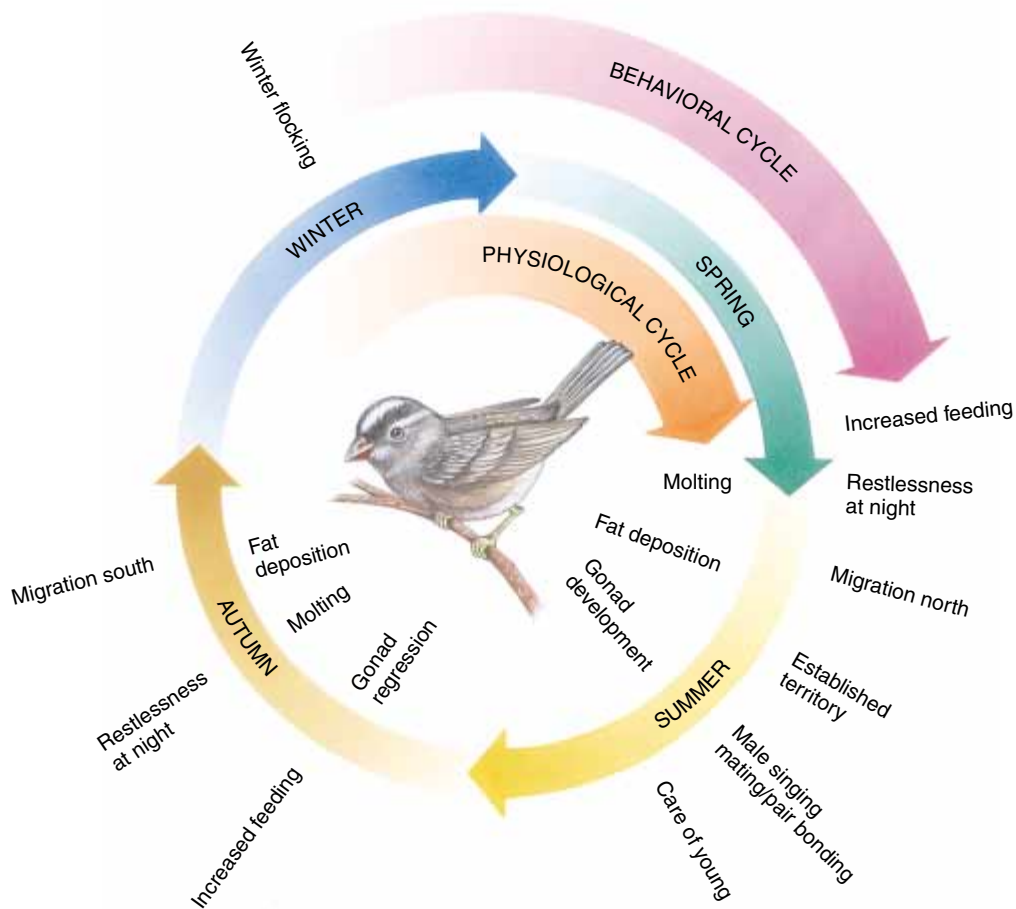 Winter flocking
BEHAVIORAL CYCLE
WINTER
PHYSIOLOGICAL CYCLE
SPRING
Increased feeding
Molting
Restlessness
at night
Fat deposition
Migration north
Gonad
development
Established
territory
SUMMER
Male singing
mating/pair bonding
Care of young
Gonad
regression
Molting
Fat
deposition
AUTUMN
Increased feeding
Restlessness
at night
Migration south